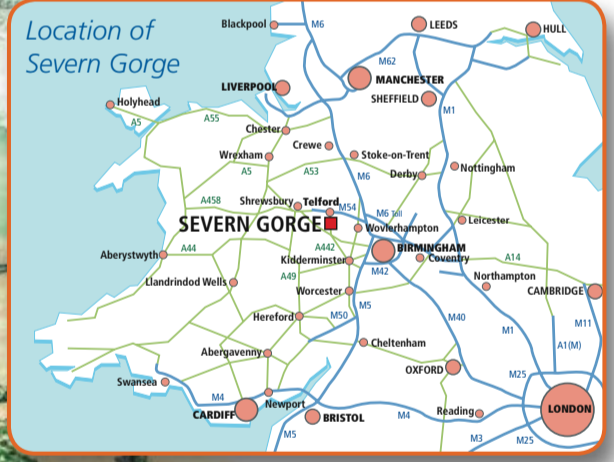 Location of
Severn Gorge
Blackpool
M6
LEEDS
HULL
M62
LIVERPOOL
MANCHESTER
SHEFFIELD
Holyhead
A5
A55
M1
Chester
Crewe
Wrexham
Stoke-on-Trent
A5
A53
M6
Derby
Nottingham
A458
Shrewsbury
Telford
M54
M6 Toll
SEVERN GORGE
Wovlerhampton
Leicester
A44
A442
BIRMINGHAM
Aberystwyth
Kidderminster
Coventry
A14
M42
A49
Northampton
Llandrindod Wells
Worcester
CAMBRIDGE
M5
Hereford
M50
M40
M1
M11
A1(M)
Cheltenham
Abergavenny
OXFORD
M25
Swansea
M4
Newport
CARDIFF
BRISTOL
M4
Reading
LONDON
M5
M3
M25